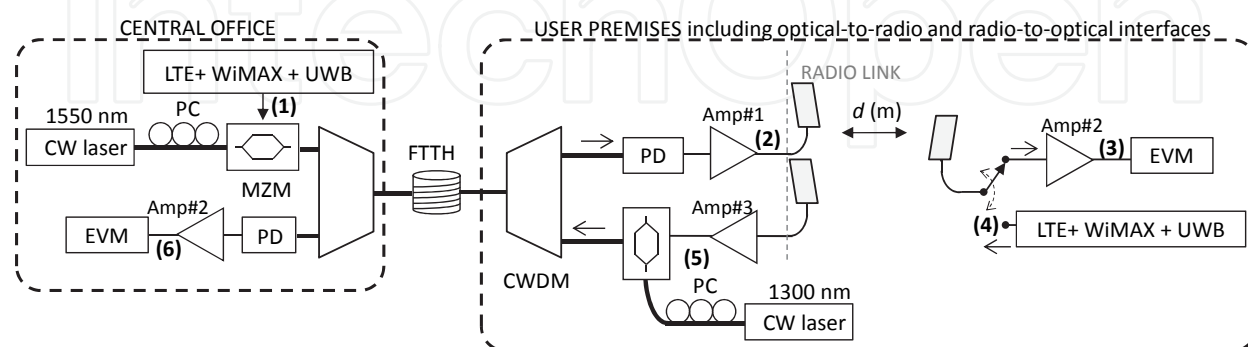 CENTRAL OFFICE
LTE+ WiMAX + UWB
(1)
1550 nm
PC
CW laser
MZM
Amp#2
EVM
(6)
PD
FTTH
USER PREMISES including optical-to-radio and radio-to-optical interfaces
RADIO LINK
Amp#1
(2)
PD
d (m)
Amp#2
(3)
EVM
Amp#3
(4)
LTE+ WiMAX + UWB
(5)
CWDM
PC
1300 nm
CW laser
intechopen